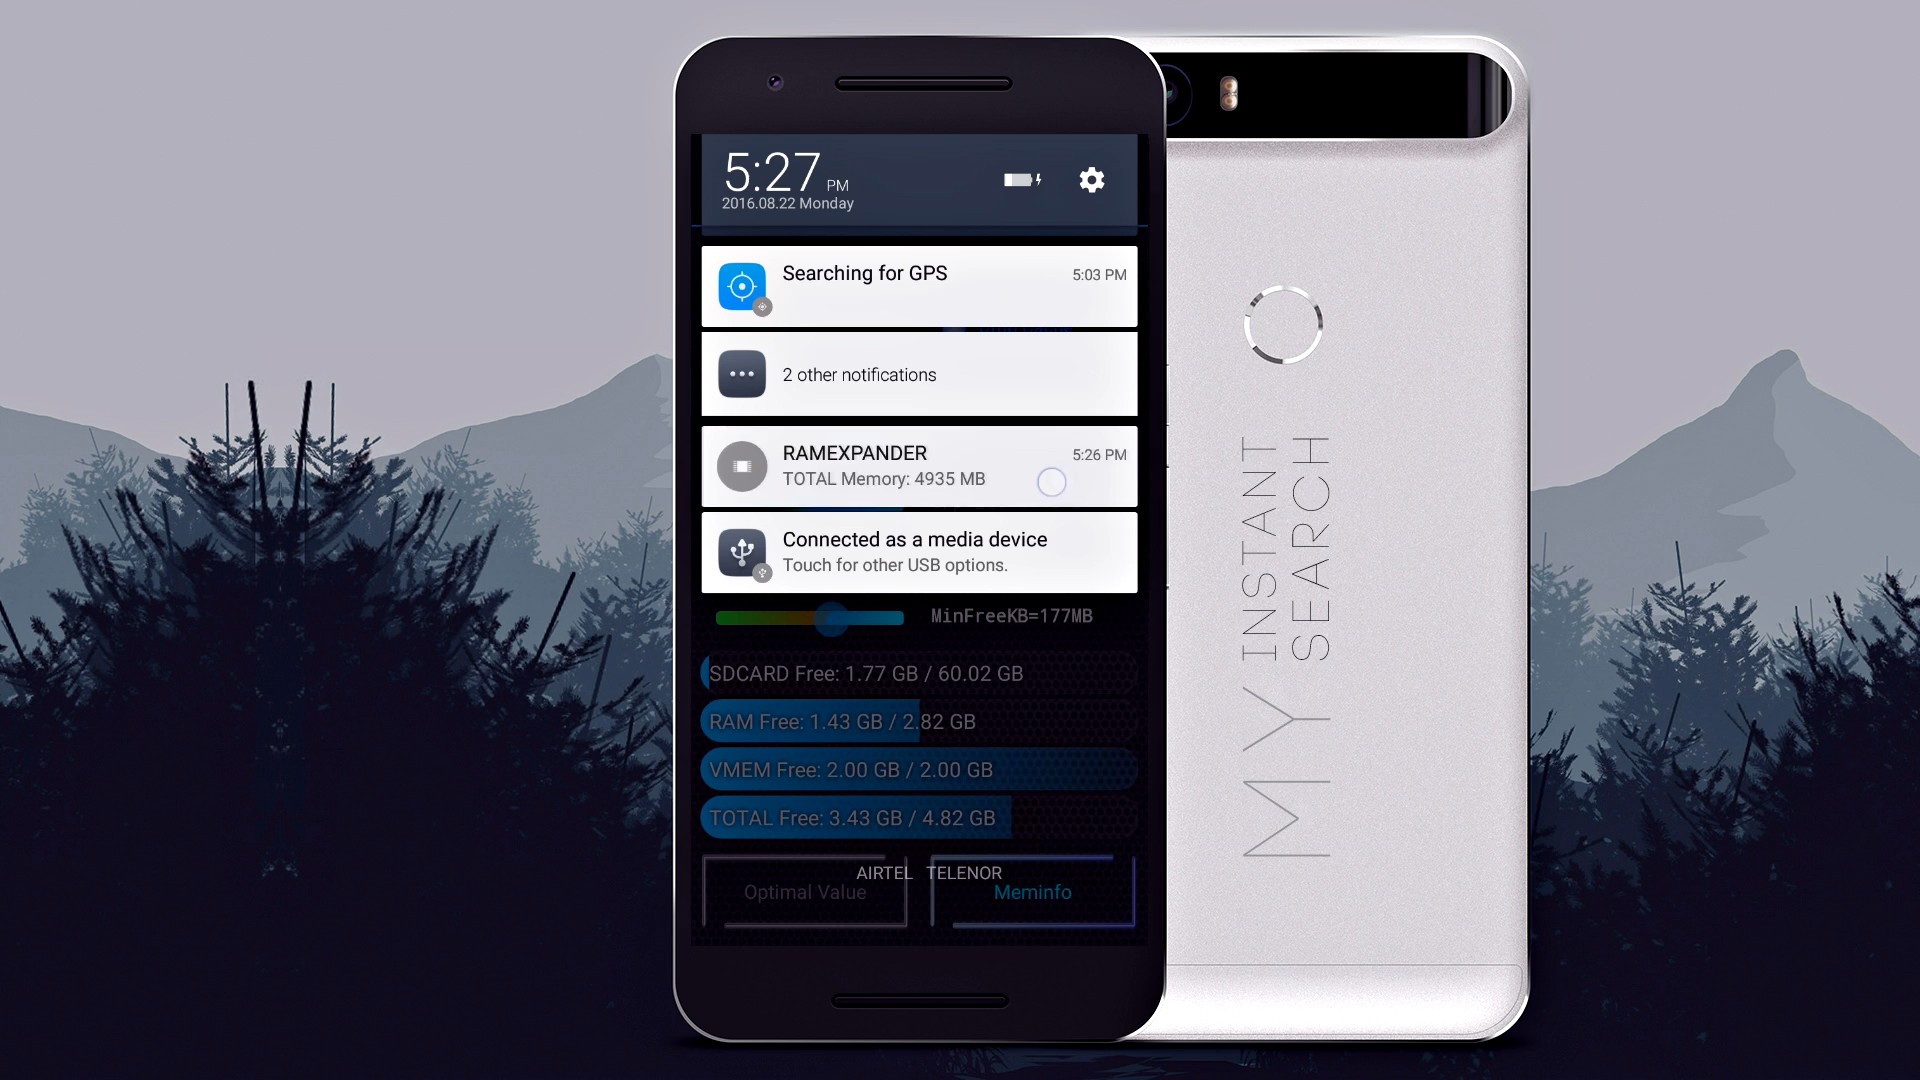 5:27 PM
2016.08.22 Monday
Searching for GPS 5:03 PM
2 other notifications
RAMEXPANDER 5:26 PM
TOTAL Memory: 4935 MB
Connected as a media device
Touch for other USB options.
MinFreeKB=177MB
SDCARD Free: 1.77 GB / 60.02 GB
RAM Free: 1.43 GB / 2.82 GB
VMEM Free: 2.00 GB / 2.00 GB
TOTAL Free: 3.43 GB / 4.82 GB
AIRTEL TELENOR
Optimal Value Meminfo
MY INSTANT
SEARCH